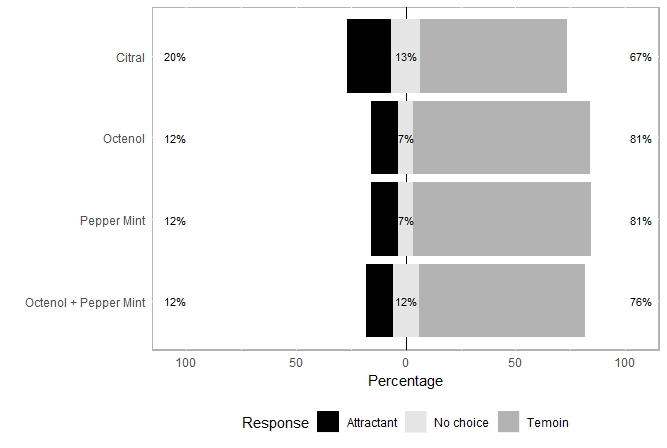 Citral 20% 13% 67%
Octenol 12% 7% 81%
Pepper Mint 12% 7% 81%
Octenol + Pepper Mint 12% 12% 76%
100 50 0 50 100
Percentage
Response Attractant No choice Temoin